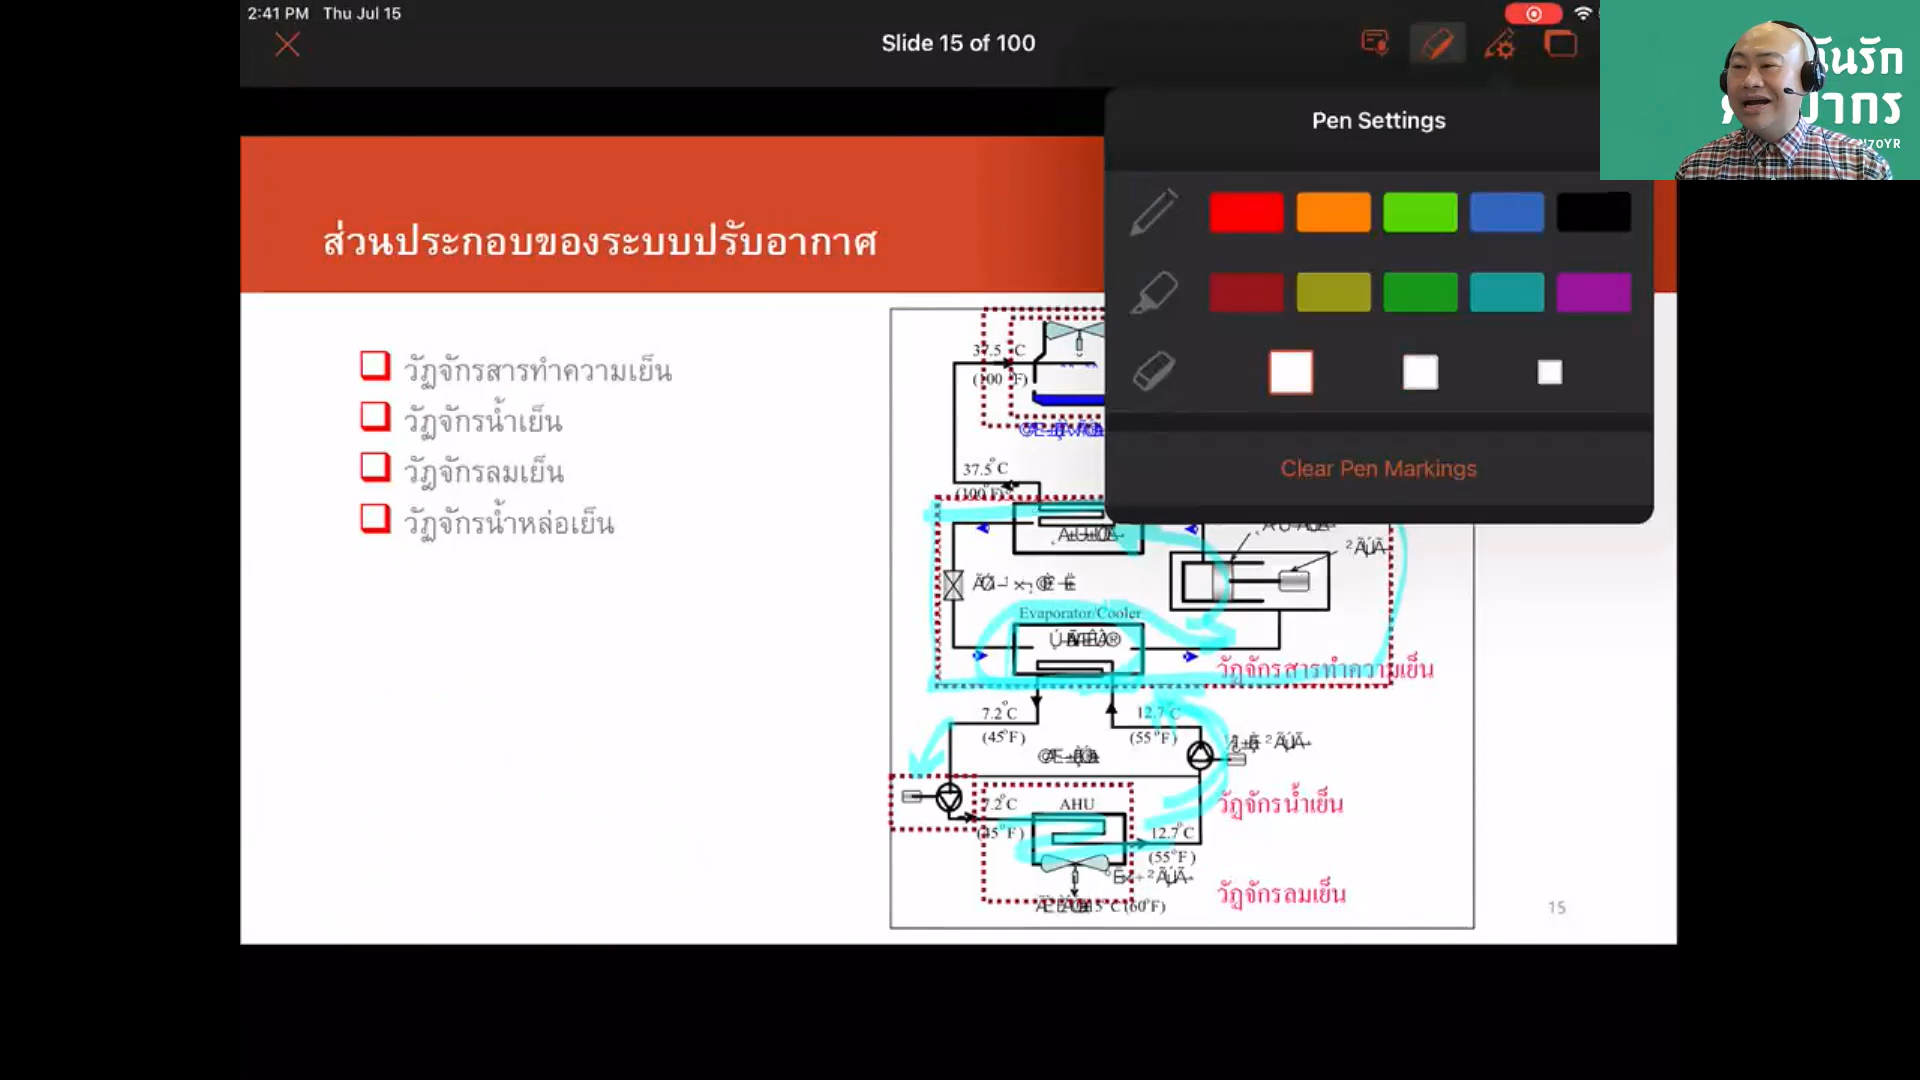 2:41 PM Thu Jul 15
Slide 15 of 100
Pen Settings
Clear Pen Markings
ส่วนประกอบของระบบปรับอากาศ
วัฏจักรสารทำความเย็น
วัฏจักรน้ำเย็น
วัฏจักรลมเย็น
วัฏจักรน้ำหล่อเย็น
37.5 °C
(100 °F)
37.5°C
(100°F)
Evaporator/Cooler
วัฏจักรสารทำความเย็น
7.2°C
(45°F)
12.7°C
(55°F)
7.2°C
(45°F)
AHU
12.7°C
(55°F)
วัฏจักรน้ำเย็น
วัฏจักรลมเย็น
15°C (60°F)
15
70YR